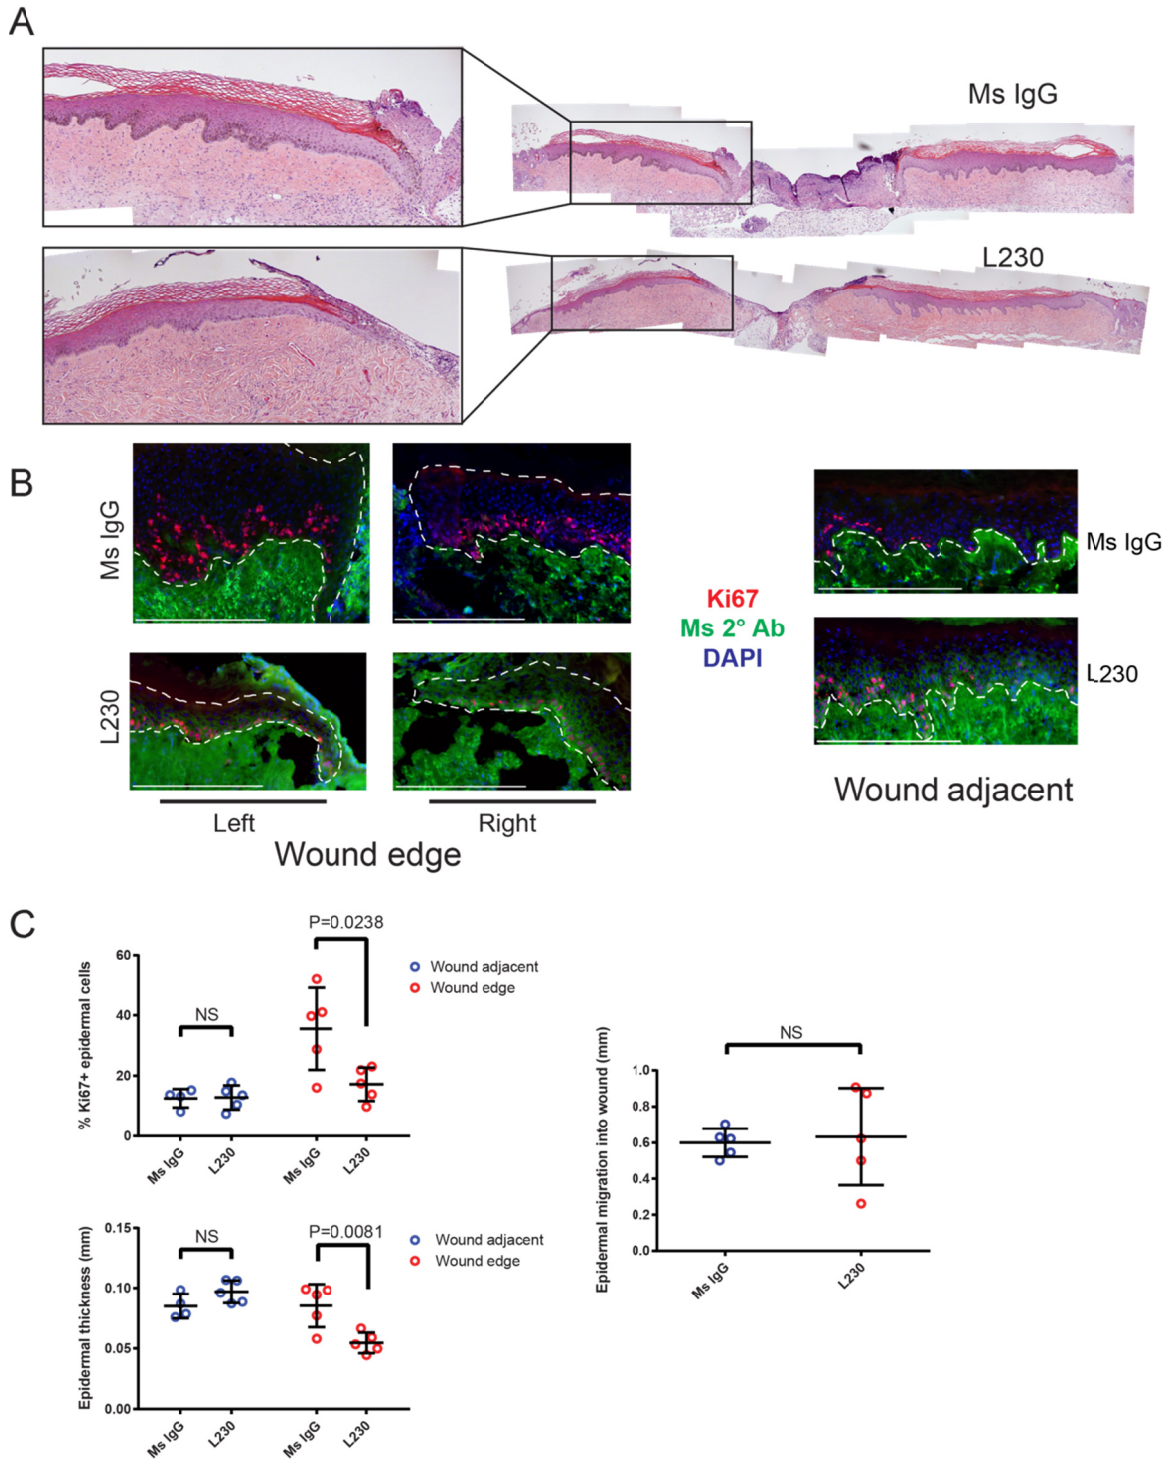 A
Ms IgG
L230
B
Ms IgG
L230
Left
Right
Wound edge
Ki67
Ms 2° Ab
DAPI
Ms IgG
L230
Wound adjacent
C
P=0.0238
NS
% Ki67+ epidermal cells
60
40
20
0
Ms IgG
L230
Ms IgG
L230
Wound adjacent
Wound edge
P=0.0081
NS
Epidermal thickness (mm)
0.15
0.10
0.05
0.00
Ms IgG
L230
Ms IgG
L230
Wound adjacent
Wound edge
NS
Epidermal migration into wound (mm)
1.0
0.8
0.6
0.4
0.2
0.0
Ms IgG
L230